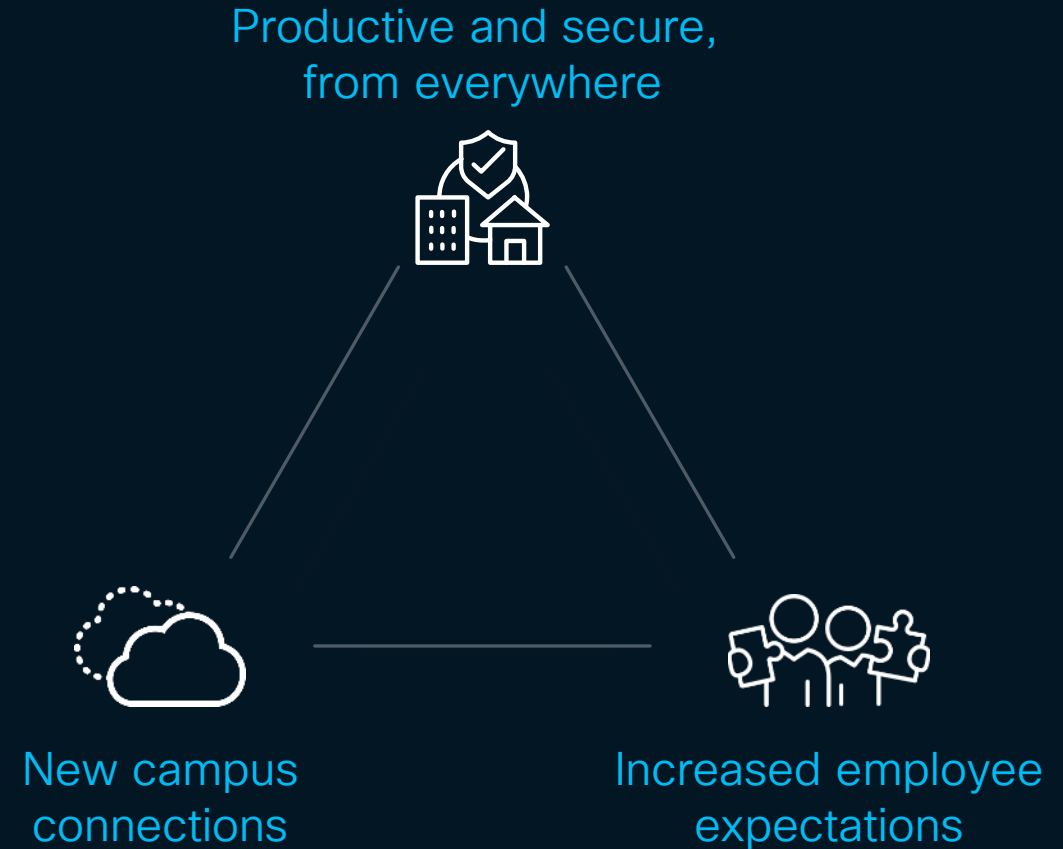 Productive and secure,
from everywhere
New campus
connections
Increased employee
expectations